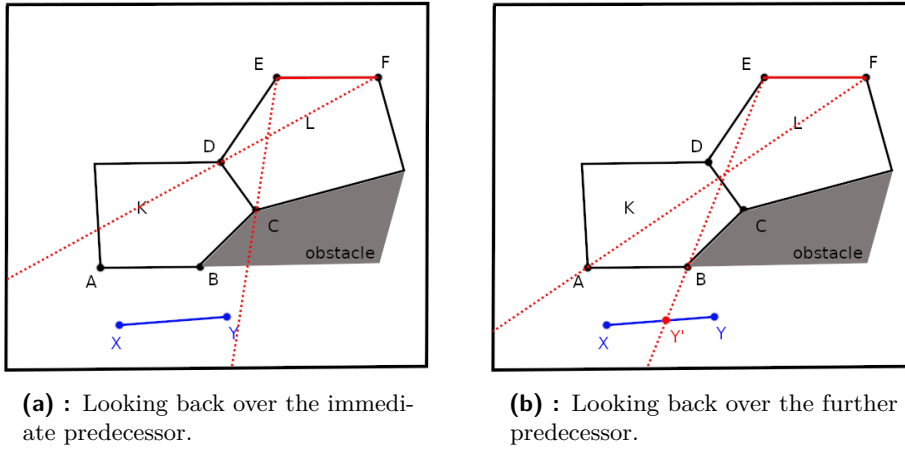 E
F
L
D
K
C
obstacle
A
B
X
Y
E
F
L
D
K
C
obstacle
A
B
X
Y'
Y
(a) : Looking back over the immedi-
ate predecessor.
(b) : Looking back over the further
predecessor.